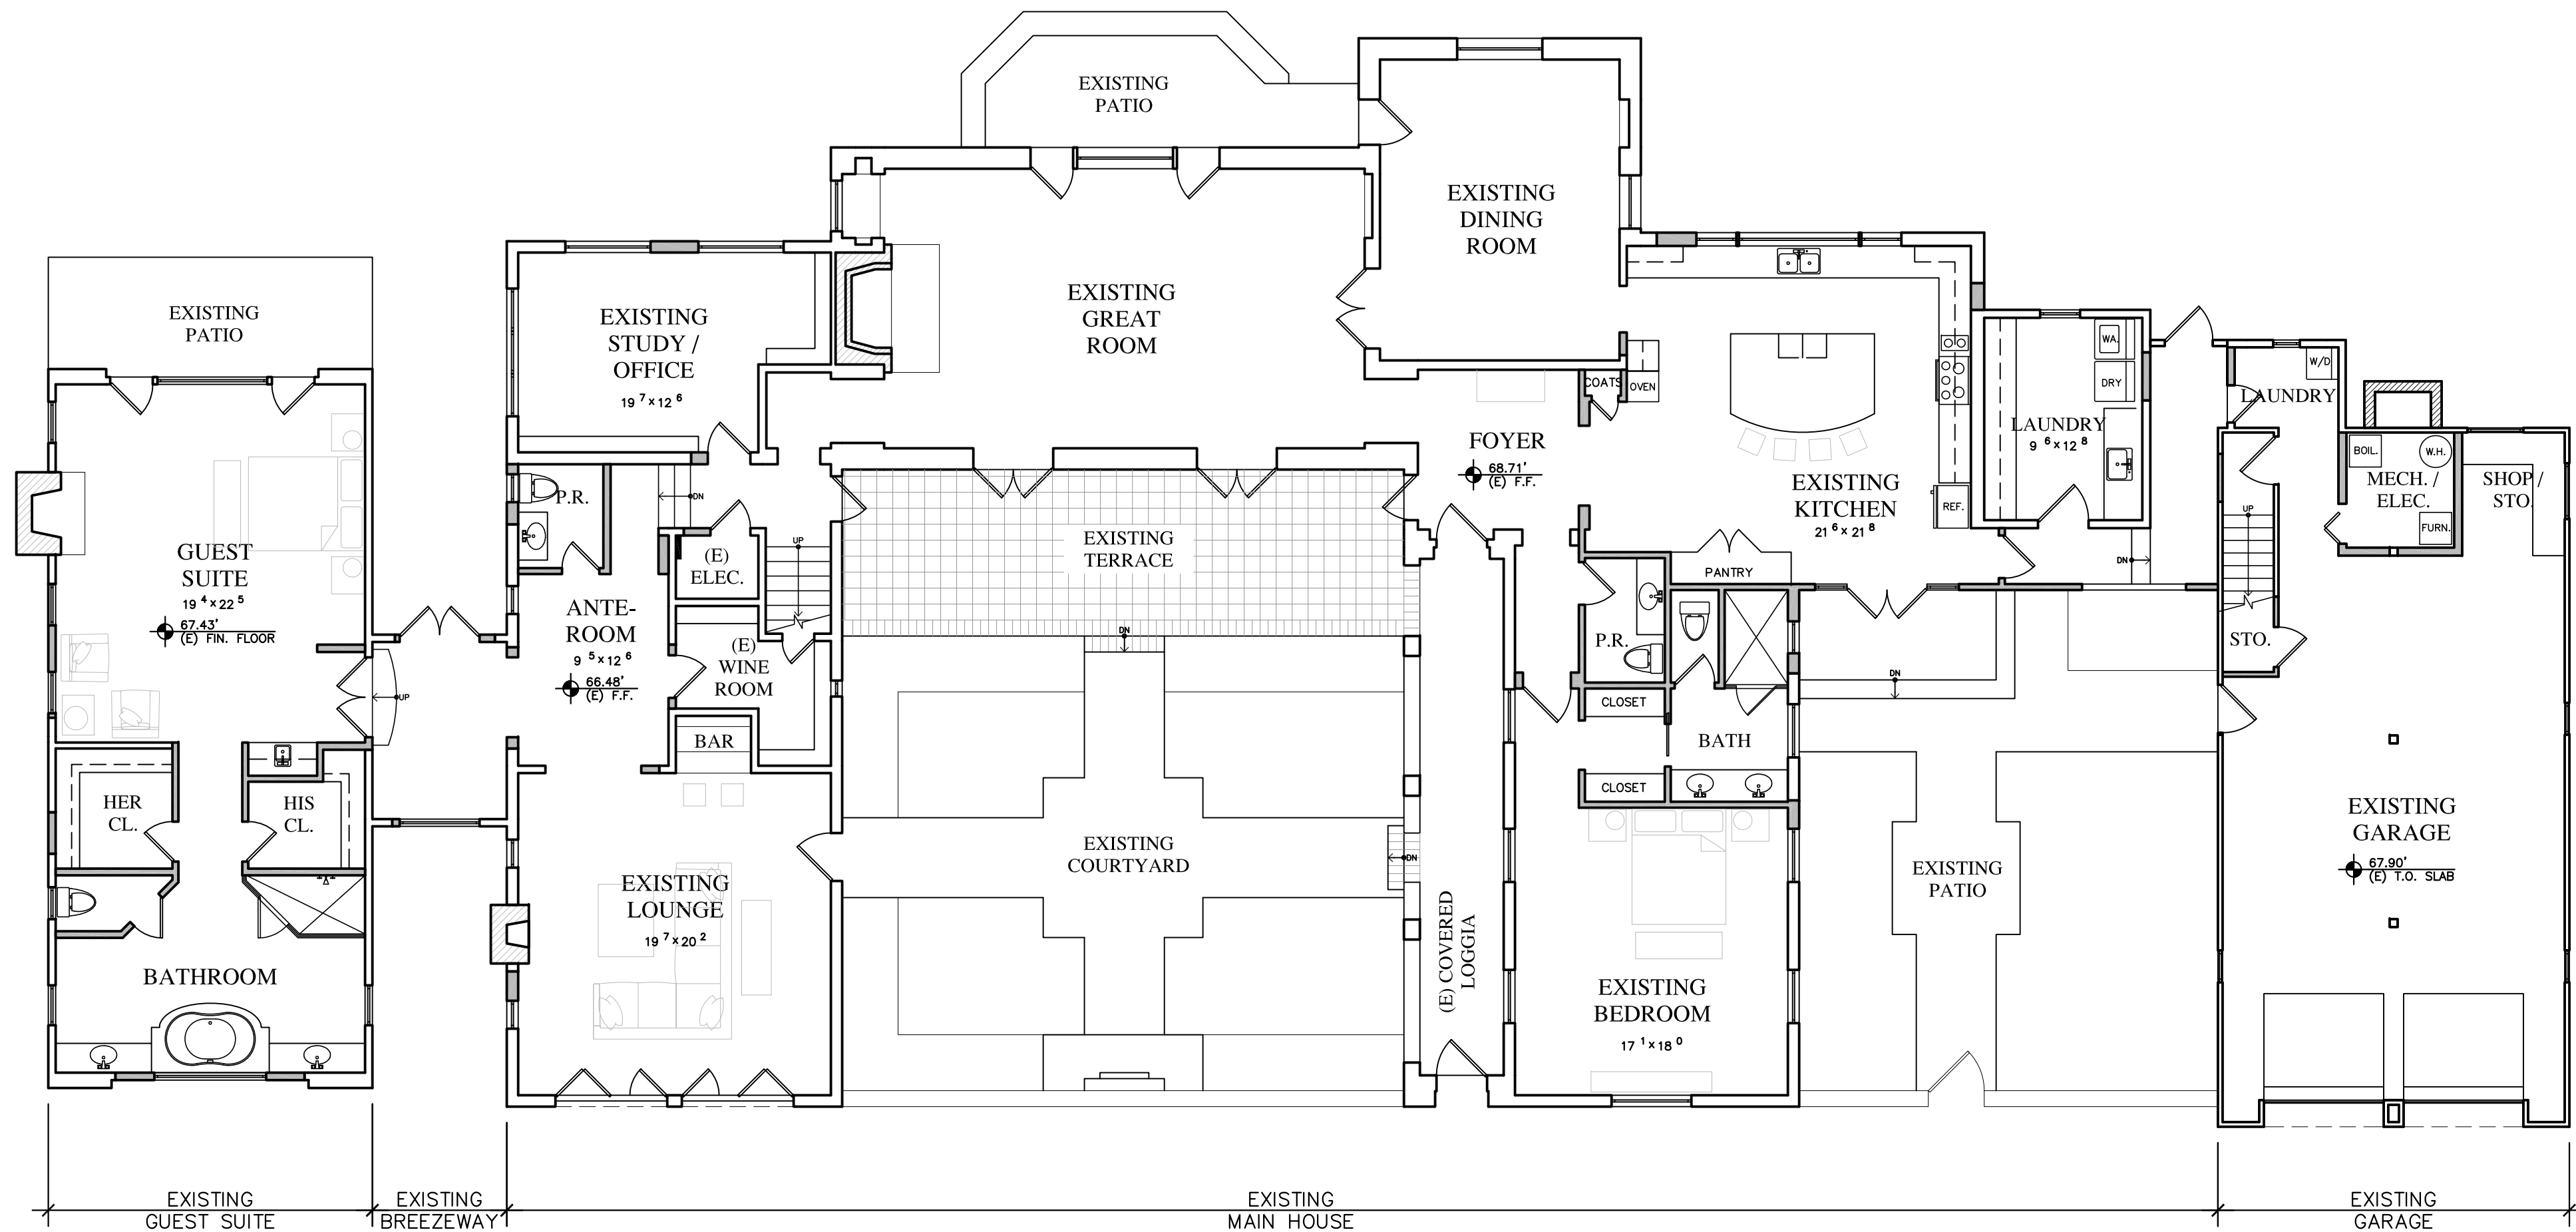 EXISTING
PATIO
EXISTING
DINING
ROOM
EXISTING
GREAT
ROOM
EXISTING
STUDY /
OFFICE
19 7 x 12 6
EXISTING
PATIO
GUEST
SUITE
19 4 x 22 5
67.43'
(E) FIN. FLOOR
UP
HER
CL.
HIS
CL.
BATHROOM
P.R.
DN
(E)
ELEC.
UP
ANTE-
ROOM
9 5 x 12 6
66.48'
(E) F.F.
(E)
WINE
ROOM
BAR
EXISTING
LOUNGE
19 7 x 20 2
EXISTING
TERRACE
DN
EXISTING
COURTYARD
DN
(E) COVERED
LOGGIA
FOYER
68.71'
(E) F.F.
COATS
OVEN
EXISTING
KITCHEN
21 6 x 21 8
REF.
PANTRY
P.R.
CLOSET
BATH
CLOSET
EXISTING
BEDROOM
17 1 x 18 0
WA.
DRY
LAUNDRY
9 6 x 12 8
DN
DN
EXISTING
PATIO
W/D
LAUNDRY
BOIL.
W.H.
MECH. /
ELEC.
FURN.
SHOP /
STO.
UP
STO.
EXISTING
GARAGE
67.90'
(E) T.O. SLAB
EXISTING
GUEST SUITE
EXISTING
BREEZEWAY
EXISTING
MAIN HOUSE
EXISTING
GARAGE